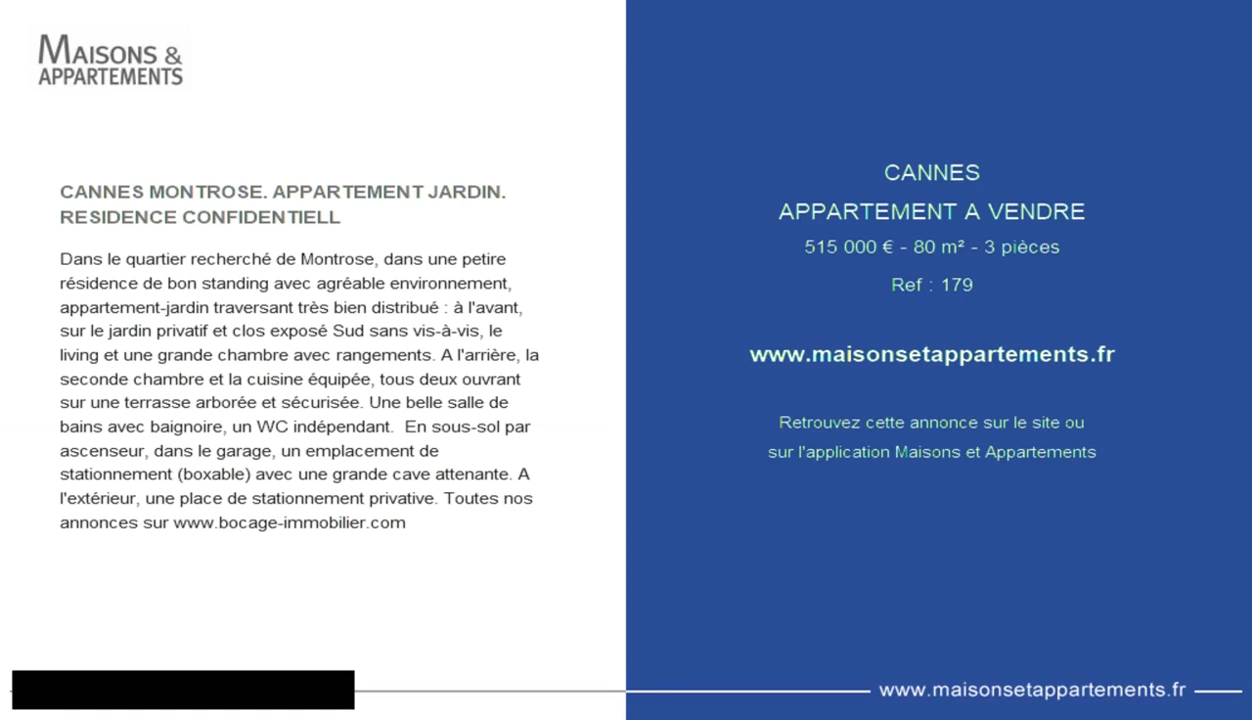 MAISONS &
APPARTEMENTS
CANNES MONTROSE. APPARTEMENT JARDIN.
RESIDENCE CONFIDENTIELL
Dans le quartier recherché de Montrose, dans une petire
résidence de bon standing avec agréable environnement,
appartement-jardin traversant très bien distribué : à l'avant,
sur le jardin privatif et clos exposé Sud sans vis-à-vis, le
living et une grande chambre avec rangements. A l'arrière, la
seconde chambre et la cuisine équipée, tous deux ouvrant
sur une terrasse arborée et sécurisée. Une belle salle de
bains avec baignoire, un WC indépendant.  En sous-sol par
ascenseur, dans le garage, un emplacement de
stationnement (boxable) avec une grande cave attenante. A
l'extérieur, une place de stationnement privative. Toutes nos
annonces sur www.bocage-immobilier.com
CANNES
APPARTEMENT A VENDRE
515 000 € - 80 m² - 3 pièces
Ref : 179
www.maisonsetappartements.fr
Retrouvez cette annonce sur le site ou
sur l'application Maisons et Appartements
www.maisonsetappartements.fr